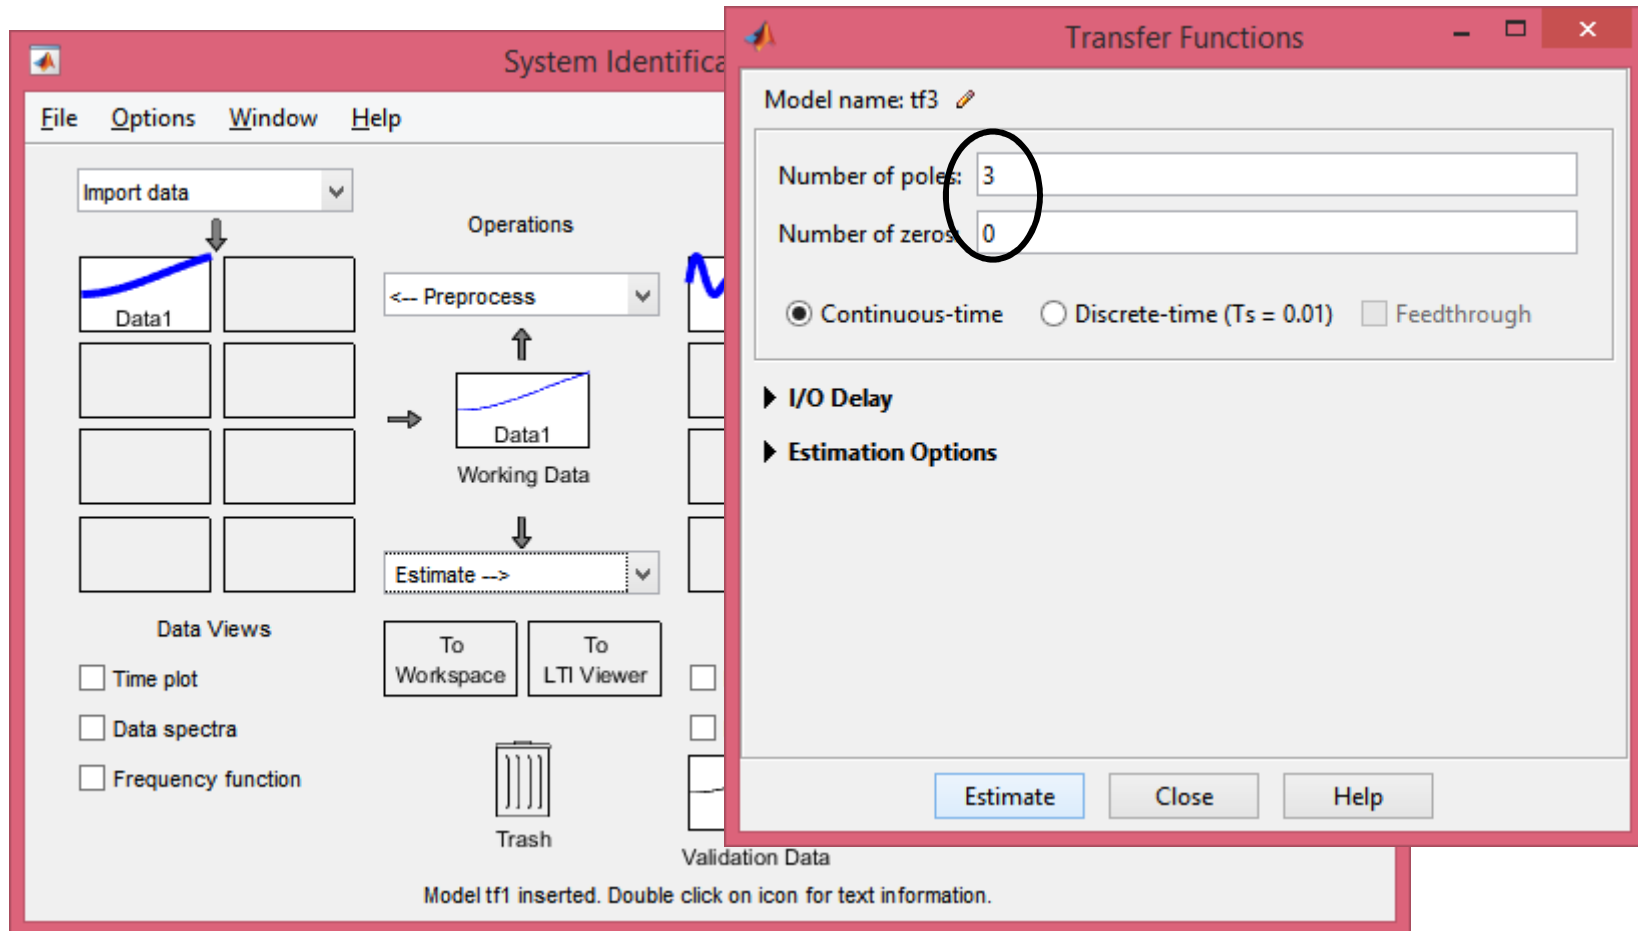 System Identifica
File Options Window Help
Import data
Data1
Operations
<-- Preprocess
Data1
Working Data
Estimate -->
Data Views
Time plot
Data spectra
Frequency function
To
Workspace
To
LTI Viewer
Trash
Validation Data
Model tf1 inserted. Double click on icon for text information.
Transfer Functions
Model name: tf3
Number of poles: 3
Number of zeros: 0
Continuous-time Discrete-time (Ts = 0.01) Feedthrough
I/O Delay
Estimation Options
Estimate Close Help